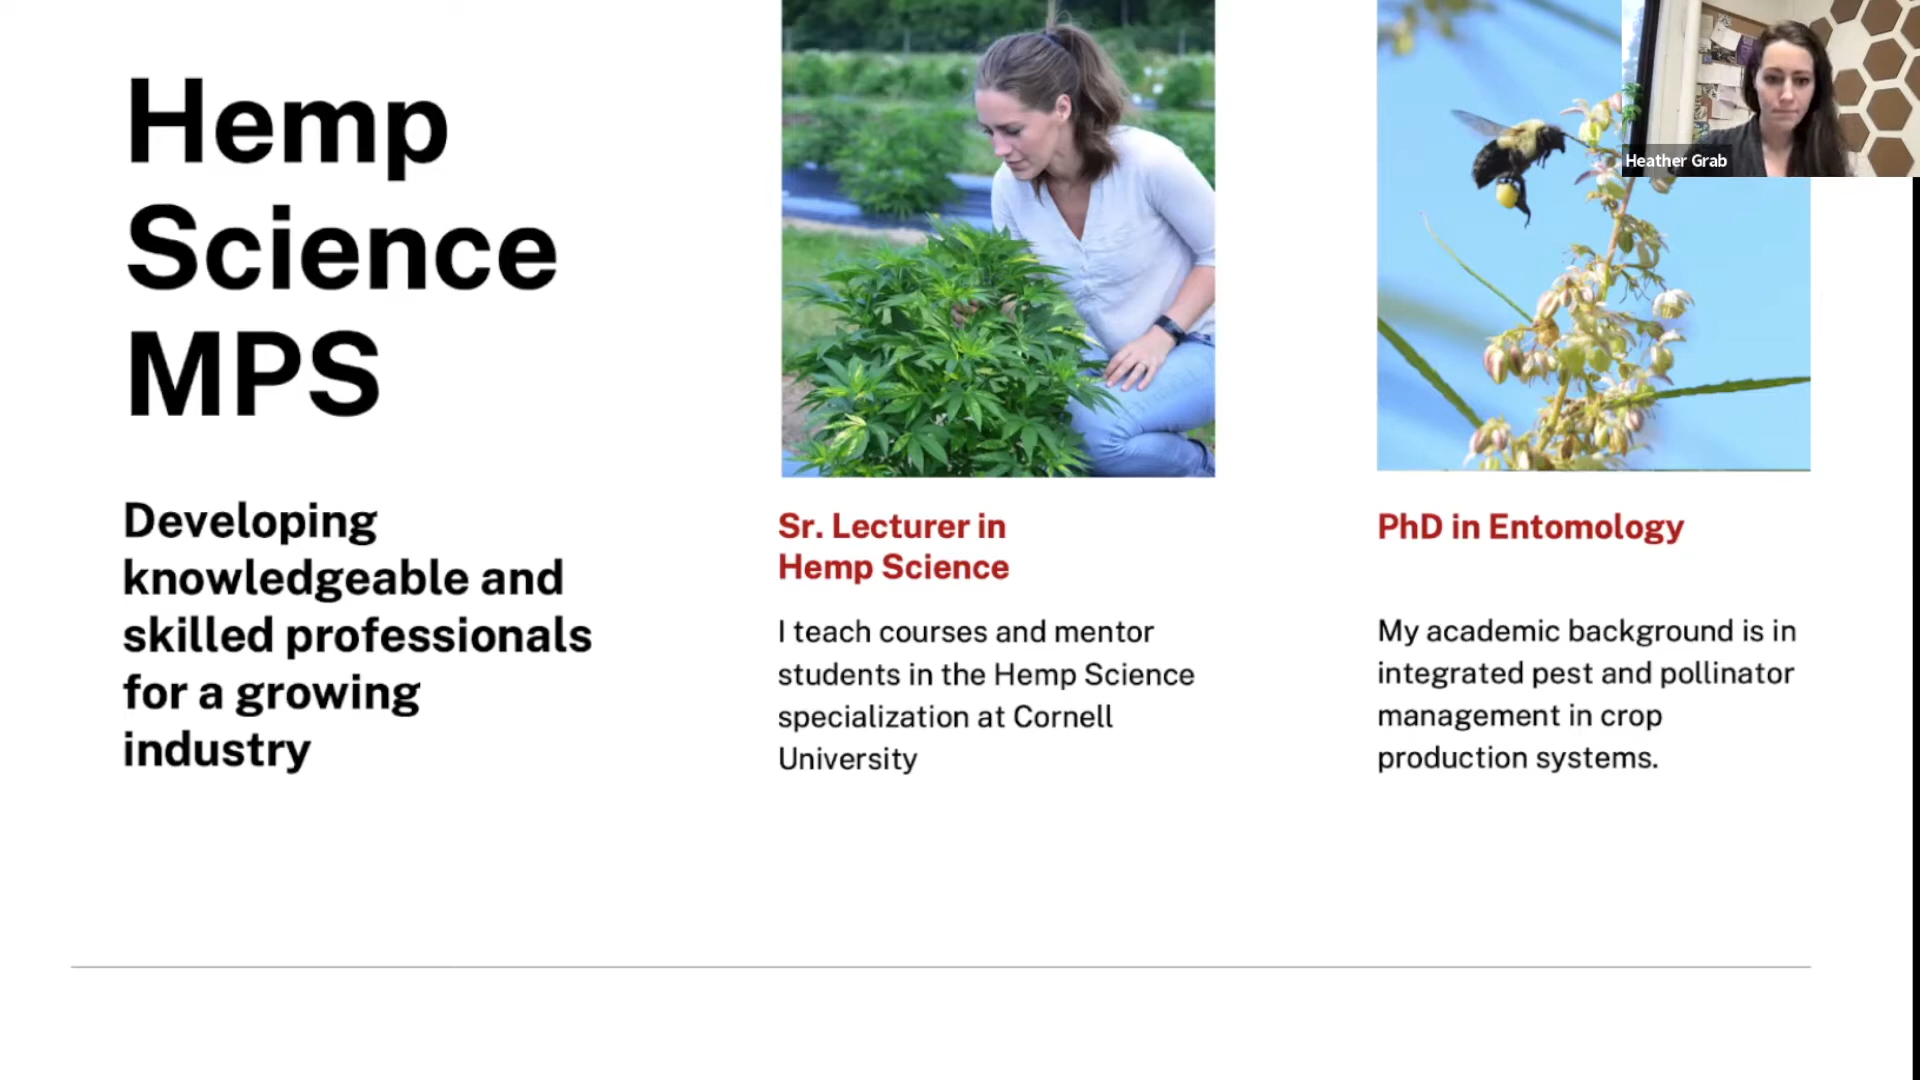 Hemp
Science
MPS
Developing
knowledgeable and
skilled professionals
for a growing
industry
Sr. Lecturer in
Hemp Science
I teach courses and mentor
students in the Hemp Science
specialization at Cornell
University
PhD in Entomology
My academic background is in
integrated pest and pollinator
management in crop
production systems.
Heather Grab